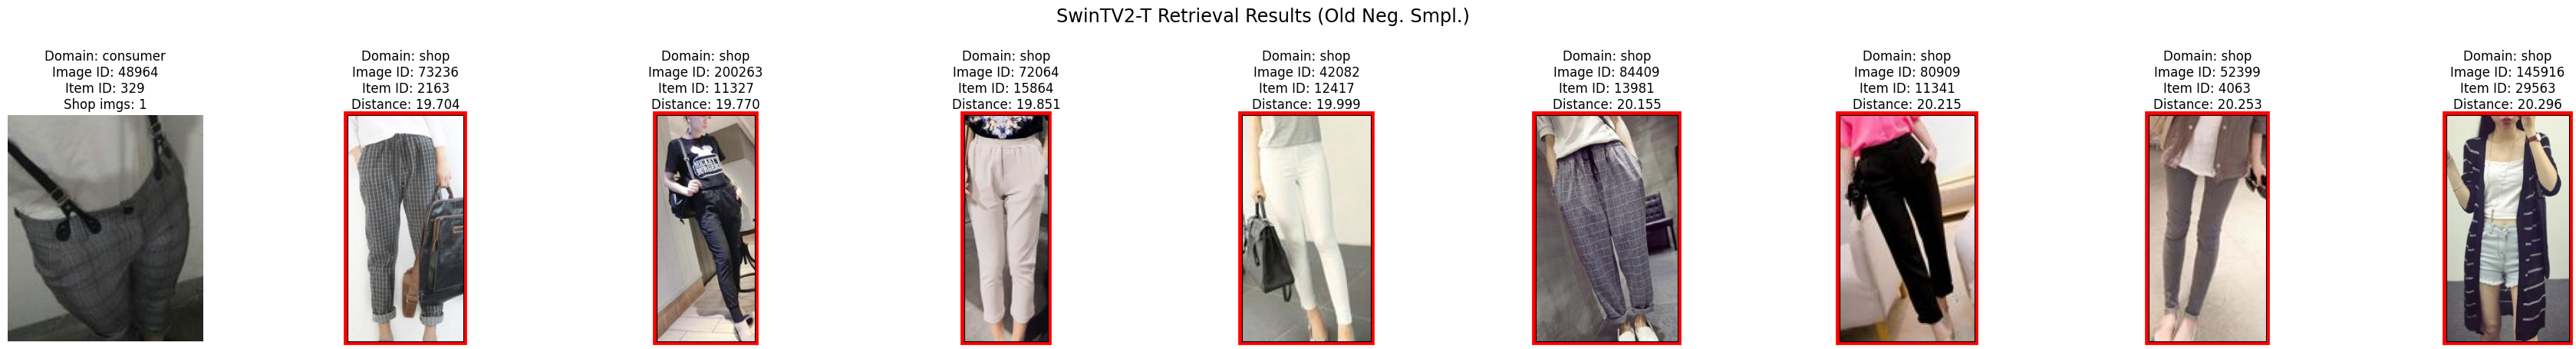 SwinTV2-T Retrieval Results (Old Neg. Smpl.)
Domain: consumer
Image ID: 48964
Item ID: 329
Shop imgs: 1
Domain: shop
Image ID: 73236
Item ID: 2163
Distance: 19.704
Domain: shop
Image ID: 200263
Item ID: 11327
Distance: 19.770
Domain: shop
Image ID: 72064
Item ID: 15864
Distance: 19.851
Domain: shop
Image ID: 42082
Item ID: 12417
Distance: 19.999
Domain: shop
Image ID: 84409
Item ID: 13981
Distance: 20.155
Domain: shop
Image ID: 80909
Item ID: 11341
Distance: 20.215
Domain: shop
Image ID: 52399
Item ID: 4063
Distance: 20.253
Domain: shop
Image ID: 145916
Item ID: 29563
Distance: 20.296